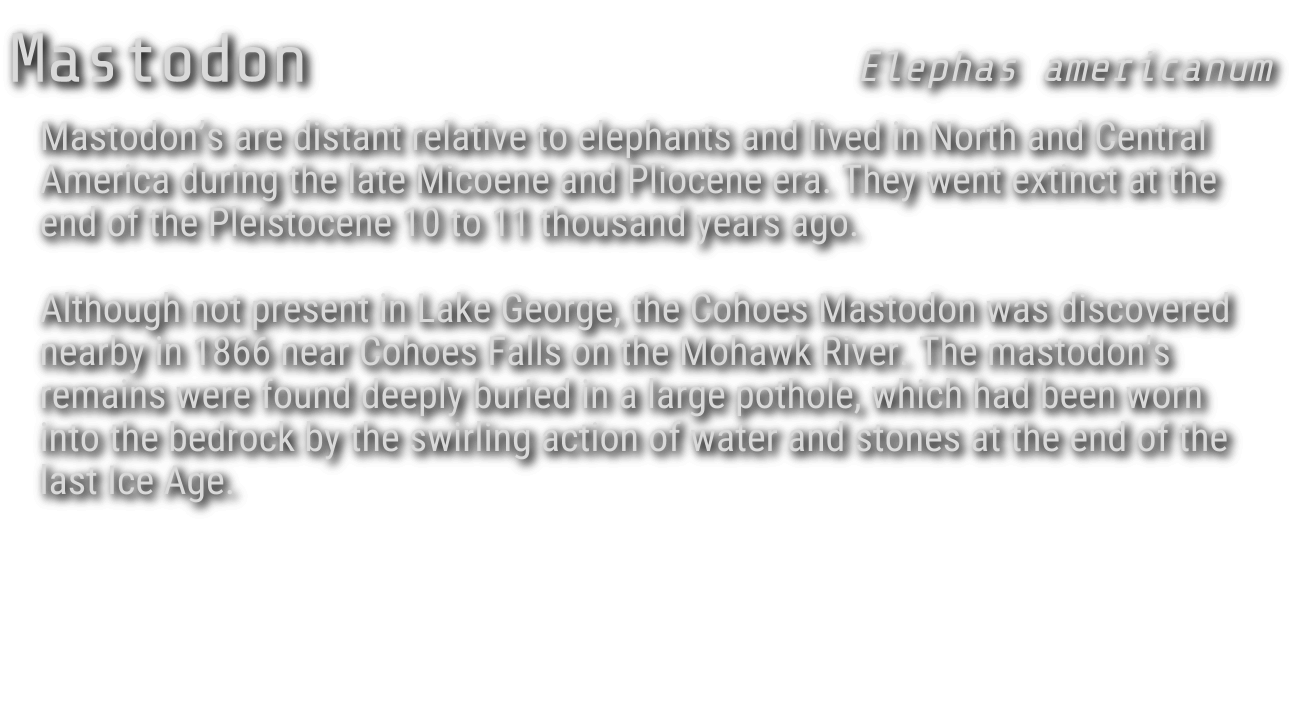 Mastodon
Elephas americanum
Mastodon's are distant relative to elephants and lived in North and Central
America during the late Micoene and Pliocene era. They went extinct at the
end of the Pleistocene 10 to 11 thousand years ago.
Although not present in Lake George, the Cohoes Mastodon was discovered
nearby in 1866 near Cohoes Falls on the Mohawk River. The mastodon's
remains were found deeply buried in a large pothole, which had been worn
into the bedrock by the swirling action of water and stones at the end of the
last Ice Age.